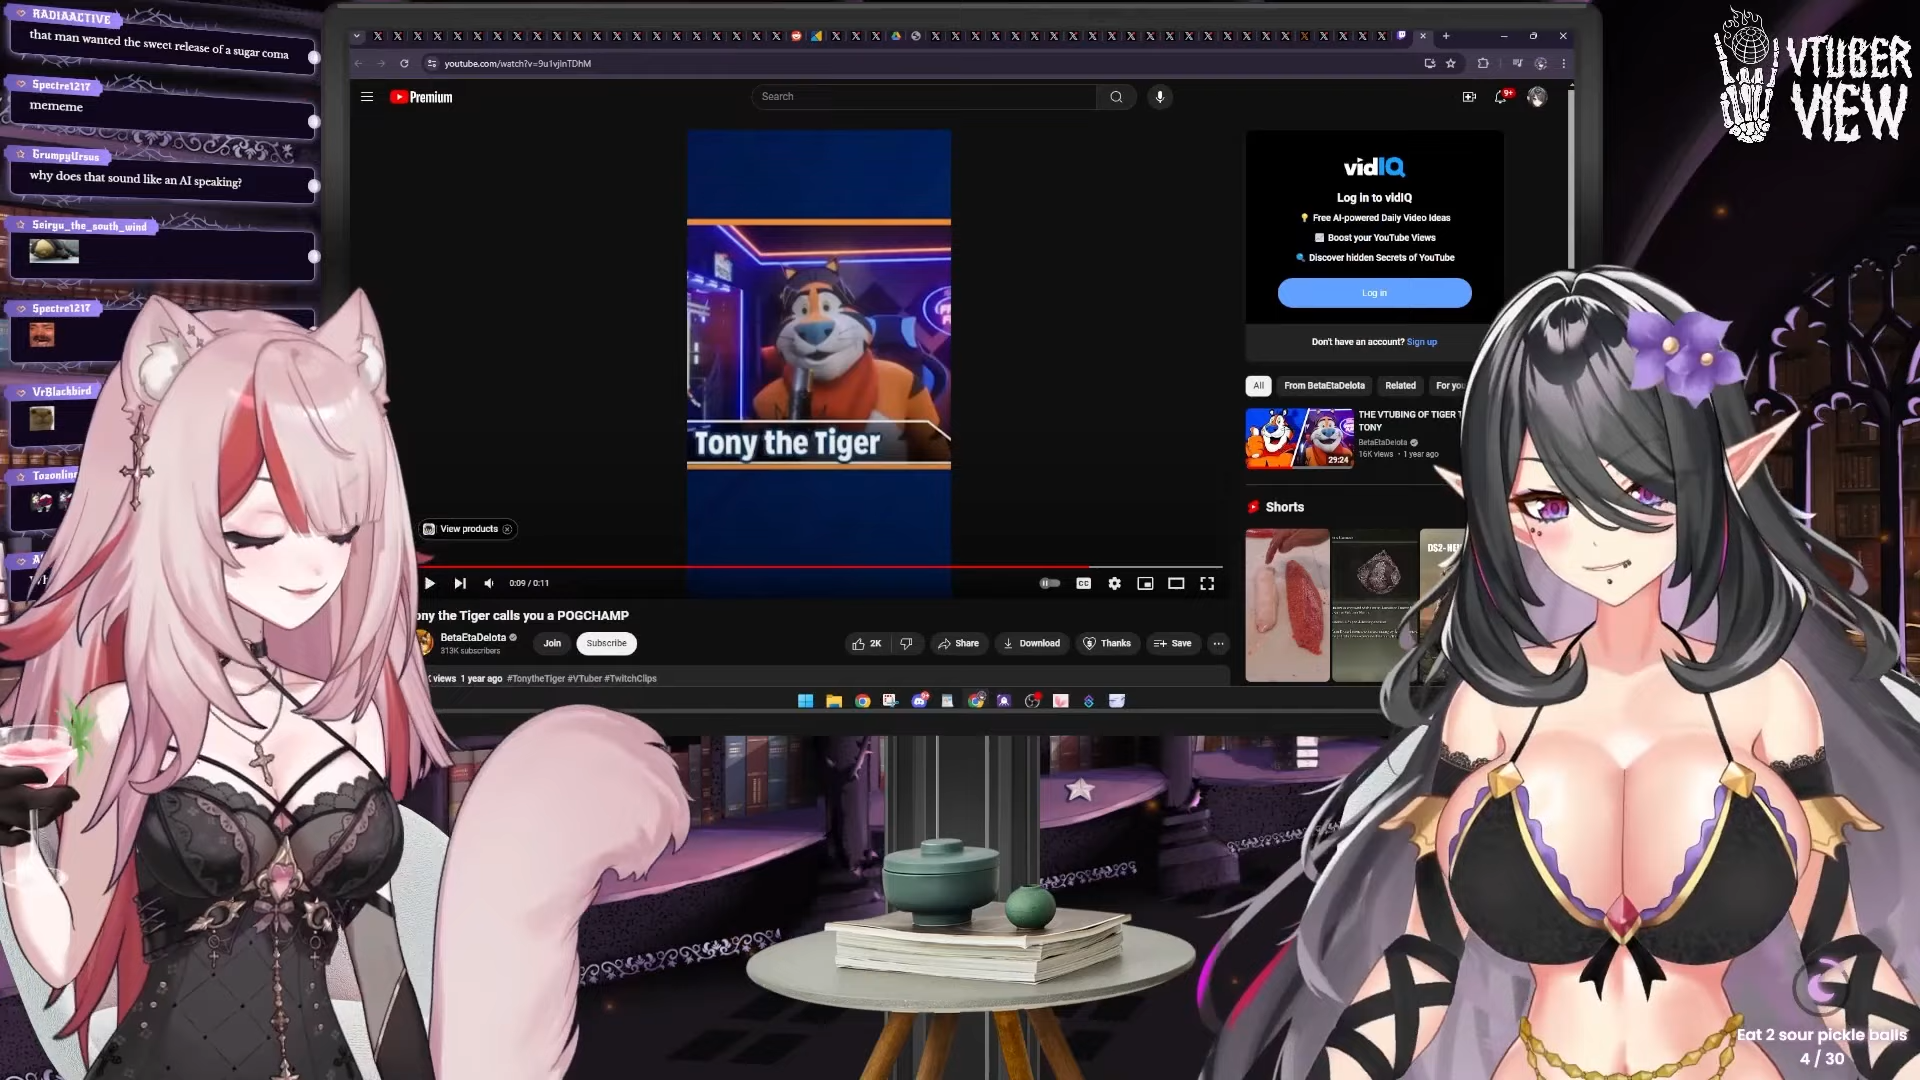 RADIAACTIVE
that man wanted the sweet release of a sugar coma
Spectre1217
mememe
GrumpyUrsus
why does that sound like an AI speaking?
Seiryu_the_south_wind
Spectre1217
VrBlackbird
Tozonlin
youtube.com/watch?v=9u1vjlnTDhM
Premium
Search
9+
Tony the Tiger
View products
0:09 / 0:11
CC
ony the Tiger calls you a POGCHAMP
BetaEtaDelota
313K subscribers
Join
Subscribe
2K
Share
Download
Thanks
Save
K views 1 year ago #TonytheTiger #VTuber #TwitchClips
vidIQ
Log in to vidIQ
Free AI-powered Daily Video Ideas
Boost your YouTube Views
Discover hidden Secrets of YouTube
Log in
Don't have an account? Sign up
All
From BetaEtaDelota
Related
For you
THE VTUBING OF TIGER T
TONY
BetaEtaDelota
16K views • 1 year ago
29:24
Shorts
VTUBER
VIEW
Eat 2 sour pickle balls
4 / 30